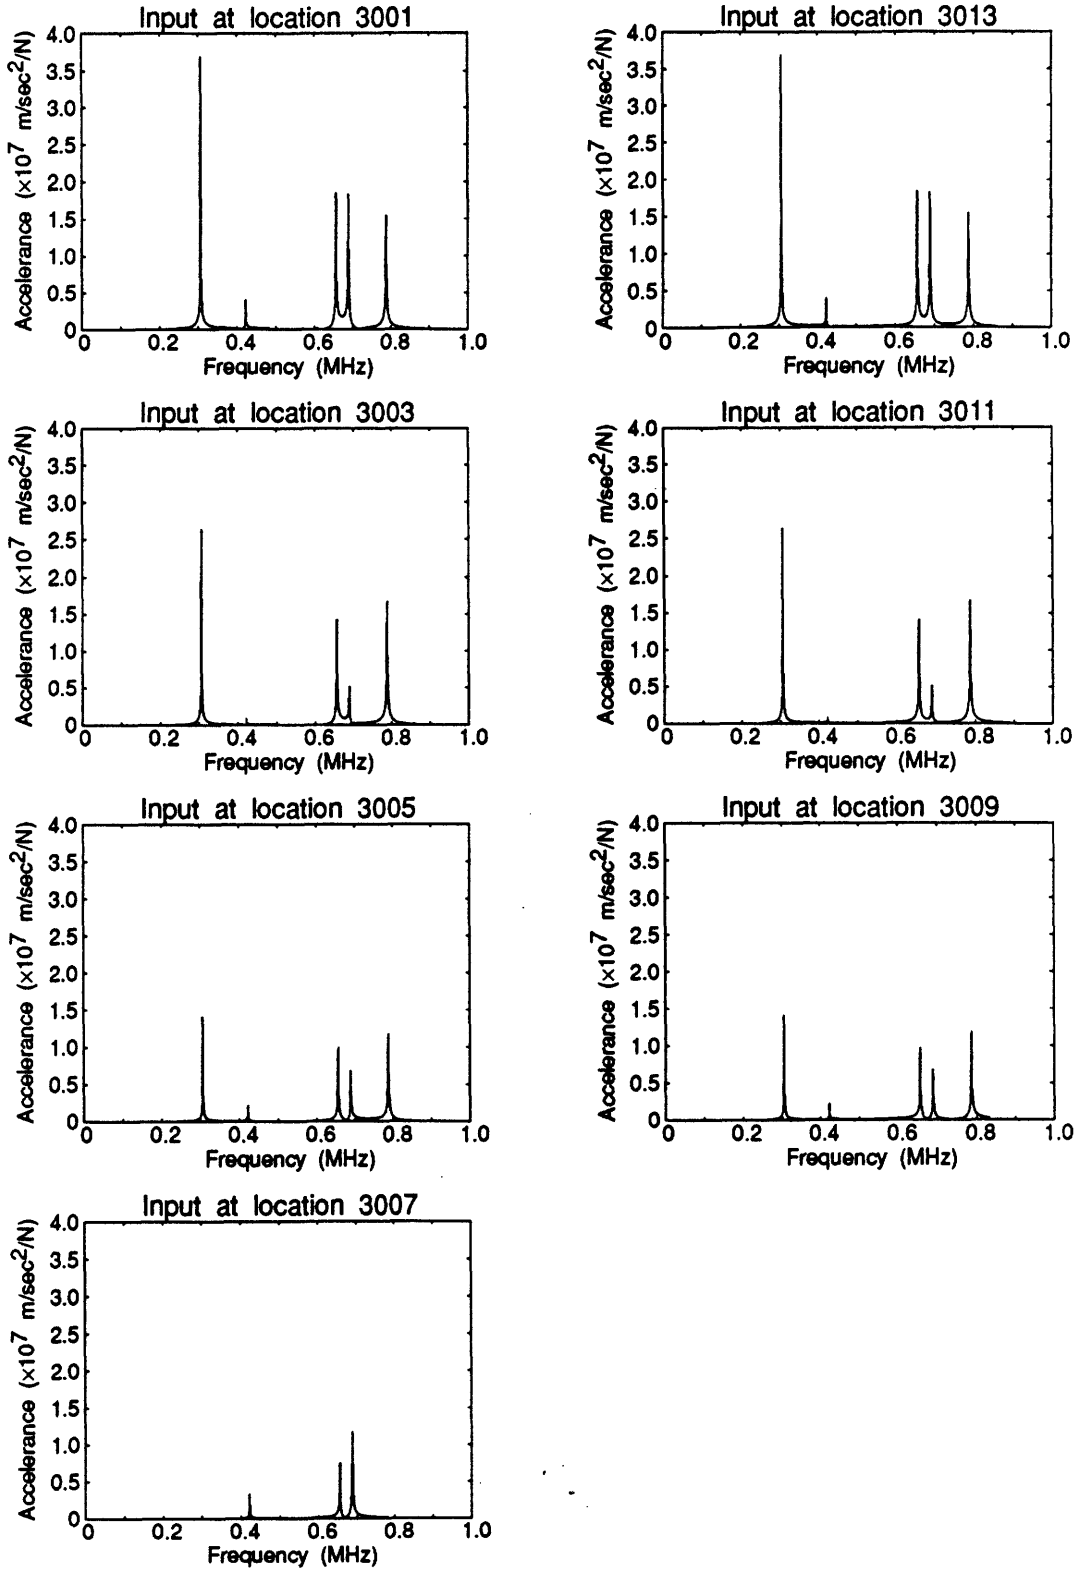 Input at location 3001
Accelerance (×10⁷ m/sec²/N)
4.0
3.5
3.0
2.5
2.0
1.5
1.0
0.5
0
0 0.2 0.4 0.6 0.8 1.0
Frequency (MHz)
Input at location 3013
Accelerance (×10⁷ m/sec²/N)
4.0
3.5
3.0
2.5
2.0
1.5
1.0
0.5
0
0 0.2 0.4 0.6 0.8 1.0
Frequency (MHz)
Input at location 3003
Accelerance (×10⁷ m/sec²/N)
4.0
3.5
3.0
2.5
2.0
1.5
1.0
0.5
0
0 0.2 0.4 0.6 0.8 1.0
Frequency (MHz)
Input at location 3011
Accelerance (×10⁷ m/sec²/N)
4.0
3.5
3.0
2.5
2.0
1.5
1.0
0.5
0
0 0.2 0.4 0.6 0.8 1.0
Frequency (MHz)
Input at location 3005
Accelerance (×10⁷ m/sec²/N)
4.0
3.5
3.0
2.5
2.0
1.5
1.0
0.5
0
0 0.2 0.4 0.6 0.8 1.0
Frequency (MHz)
Input at location 3009
Accelerance (×10⁷ m/sec²/N)
4.0
3.5
3.0
2.5
2.0
1.5
1.0
0.5
0
0 0.2 0.4 0.6 0.8 1.0
Frequency (MHz)
Input at location 3007
Accelerance (×10⁷ m/sec²/N)
4.0
3.5
3.0
2.5
2.0
1.5
1.0
0.5
0
0 0.2 0.4 0.6 0.8 1.0
Frequency (MHz)